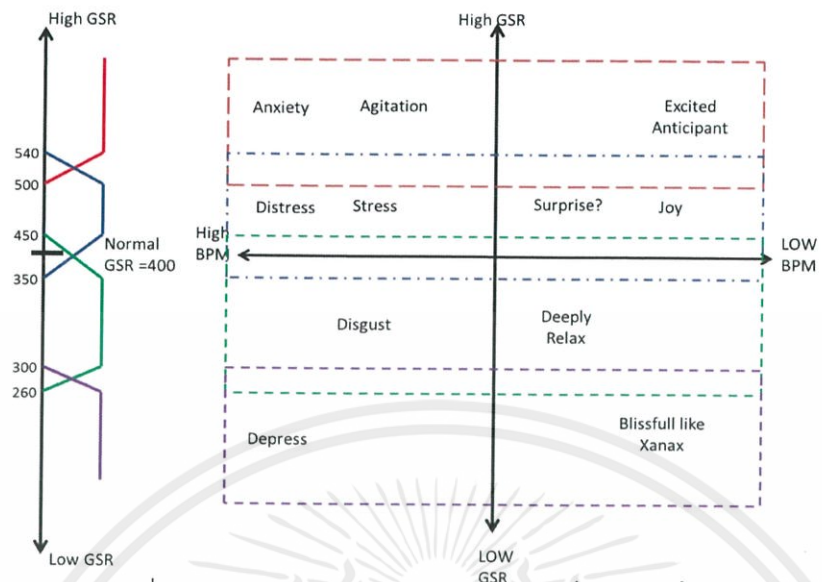 High GSR
High GSR
Anxiety
Agitation
Excited
Anticipant
540
500
Distress
Stress
Surprise?
Joy
450
Normal
GSR =400
High
BPM
LOW
BPM
350
Disgust
Deeply
Relax
300
260
Depress
Blissfull like
Xanax
Low GSR
LOW
GSR